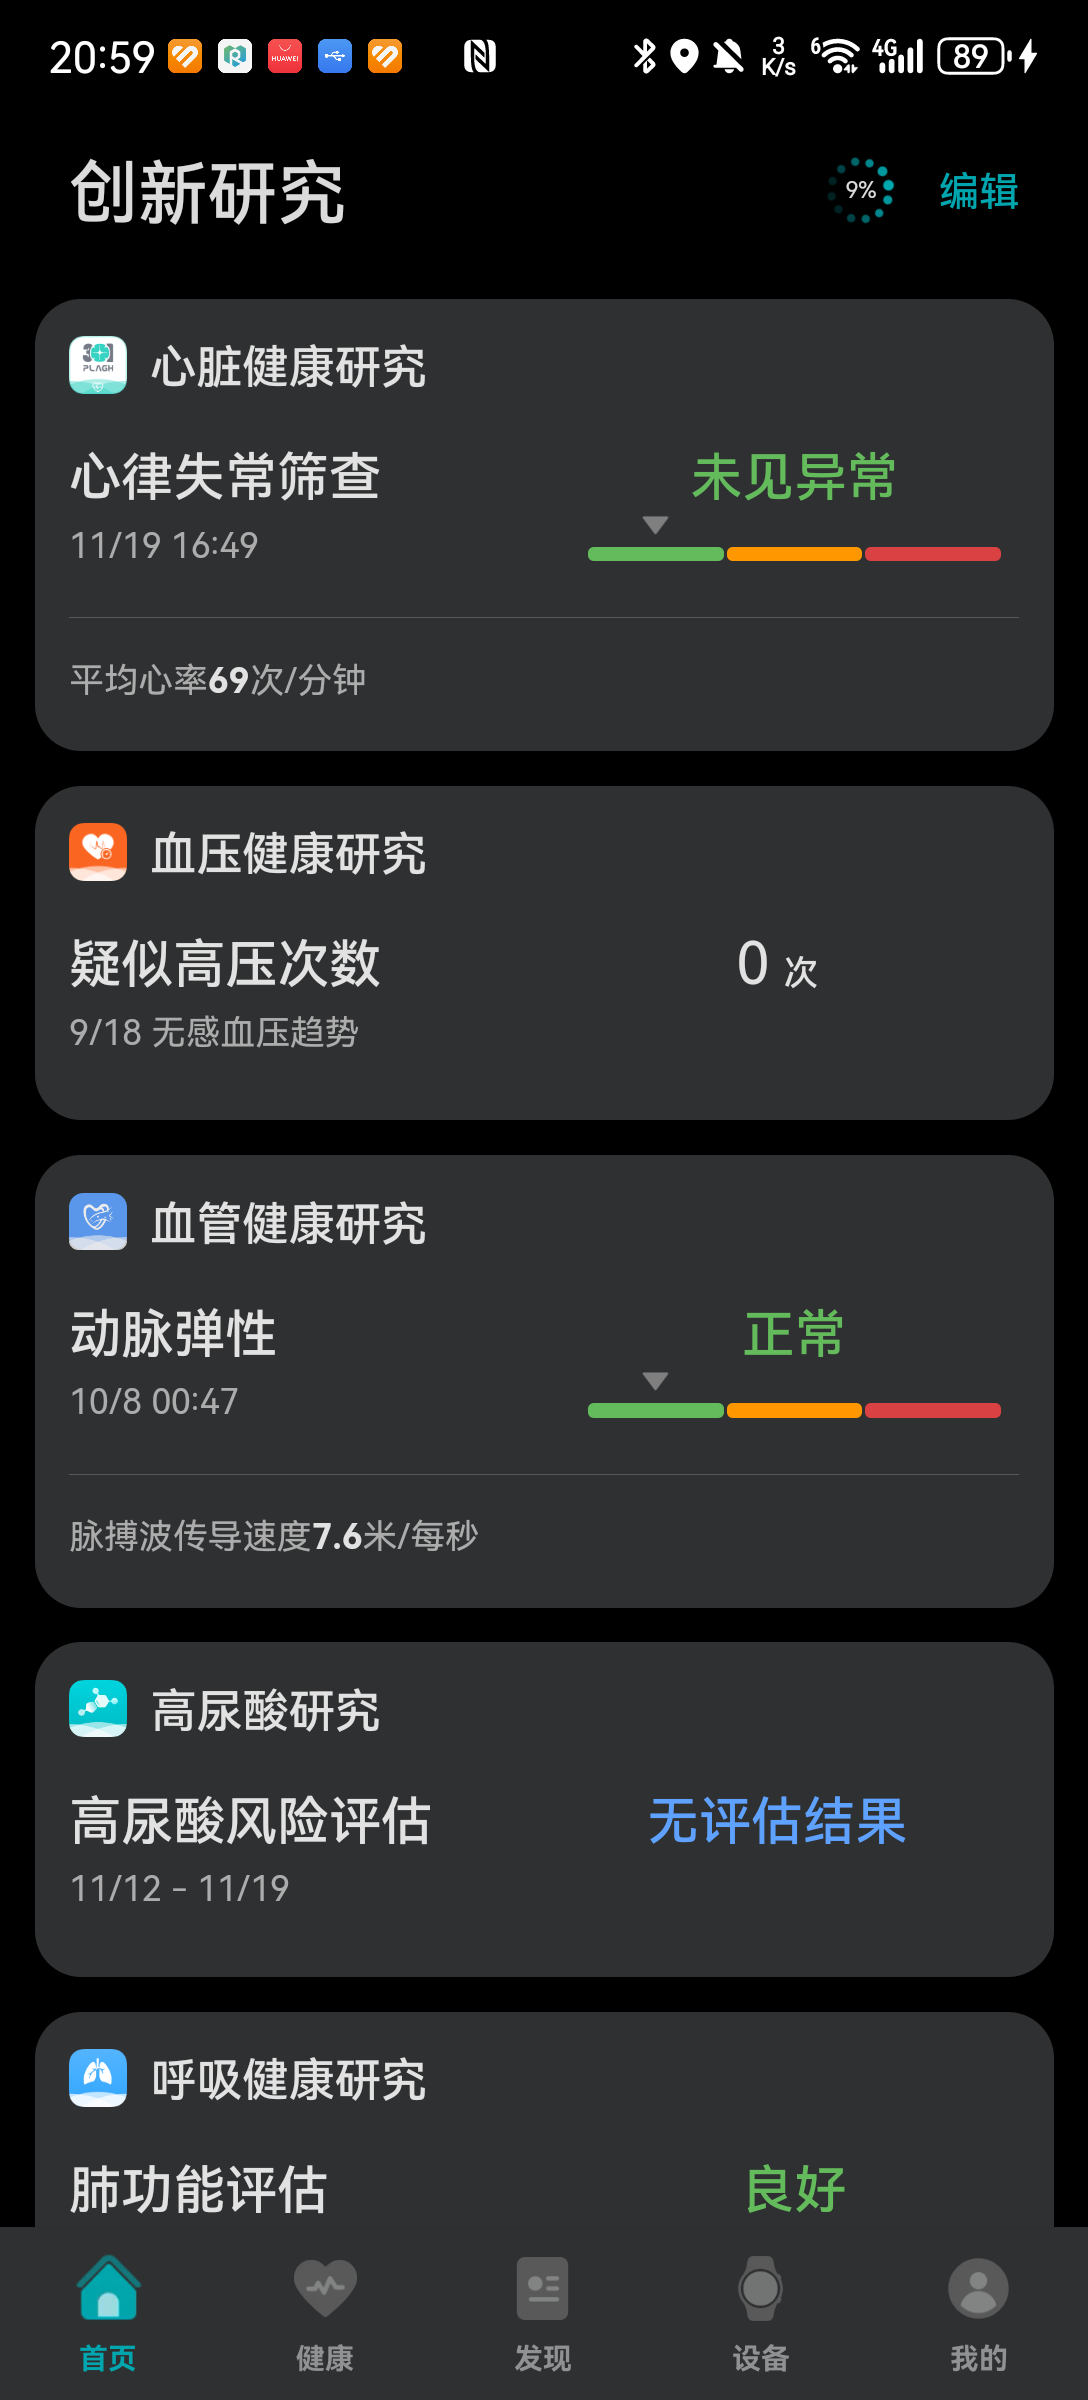 20:59
HUAWEI
3 K/s
6
4G
89
创新研究
9%
编辑
301
PLAGH
心脏健康研究
心律失常筛查
未见异常
11/19 16:49
平均心率69次/分钟
血压健康研究
疑似高压次数
0 次
9/18 无感血压趋势
血管健康研究
动脉弹性
正常
10/8 00:47
脉搏波传导速度7.6米/每秒
高尿酸研究
高尿酸风险评估
无评估结果
11/12 - 11/19
呼吸健康研究
肺功能评估
良好
首页
健康
发现
设备
我的